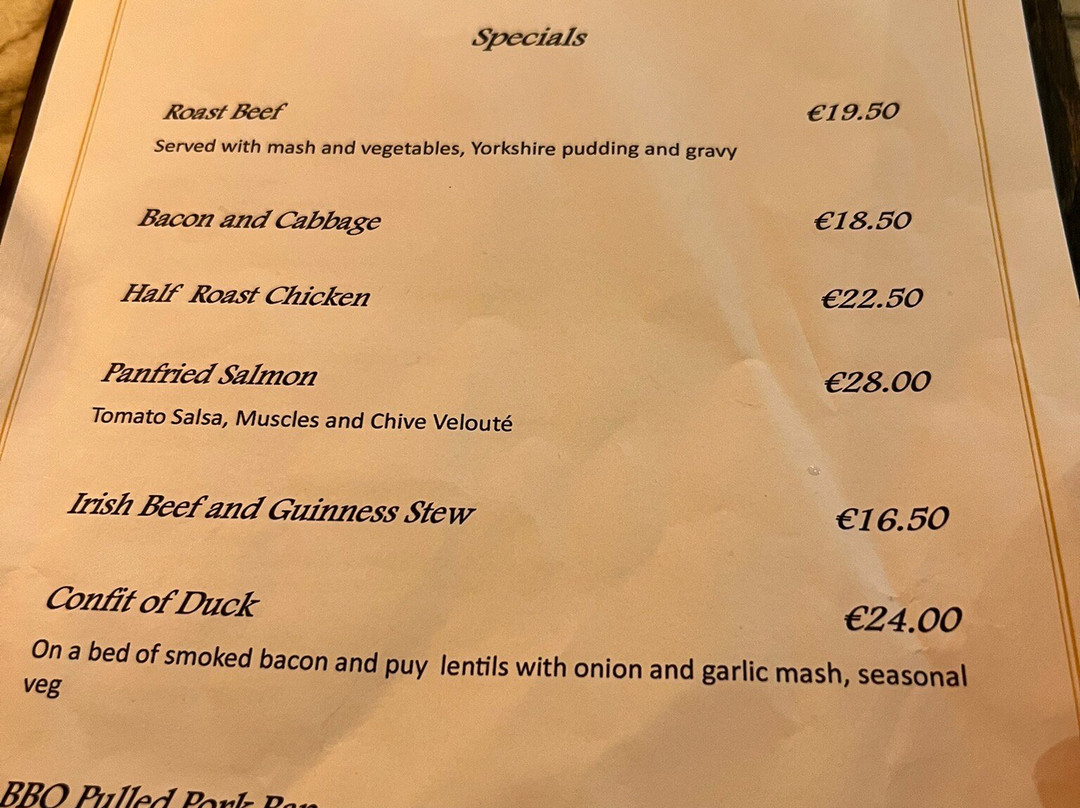 Specials
Roast Beef €19.50
Served with mash and vegetables, Yorkshire pudding and gravy
Bacon and Cabbage €18.50
Half Roast Chicken €22.50
Panfried Salmon €28.00
Tomato Salsa, Muscles and Chive Velouté
Irish Beef and Guinness Stew €16.50
Confit of Duck €24.00
On a bed of smoked bacon and puy lentils with onion and garlic mash, seasonal
veg
BBQ Pulled Pork